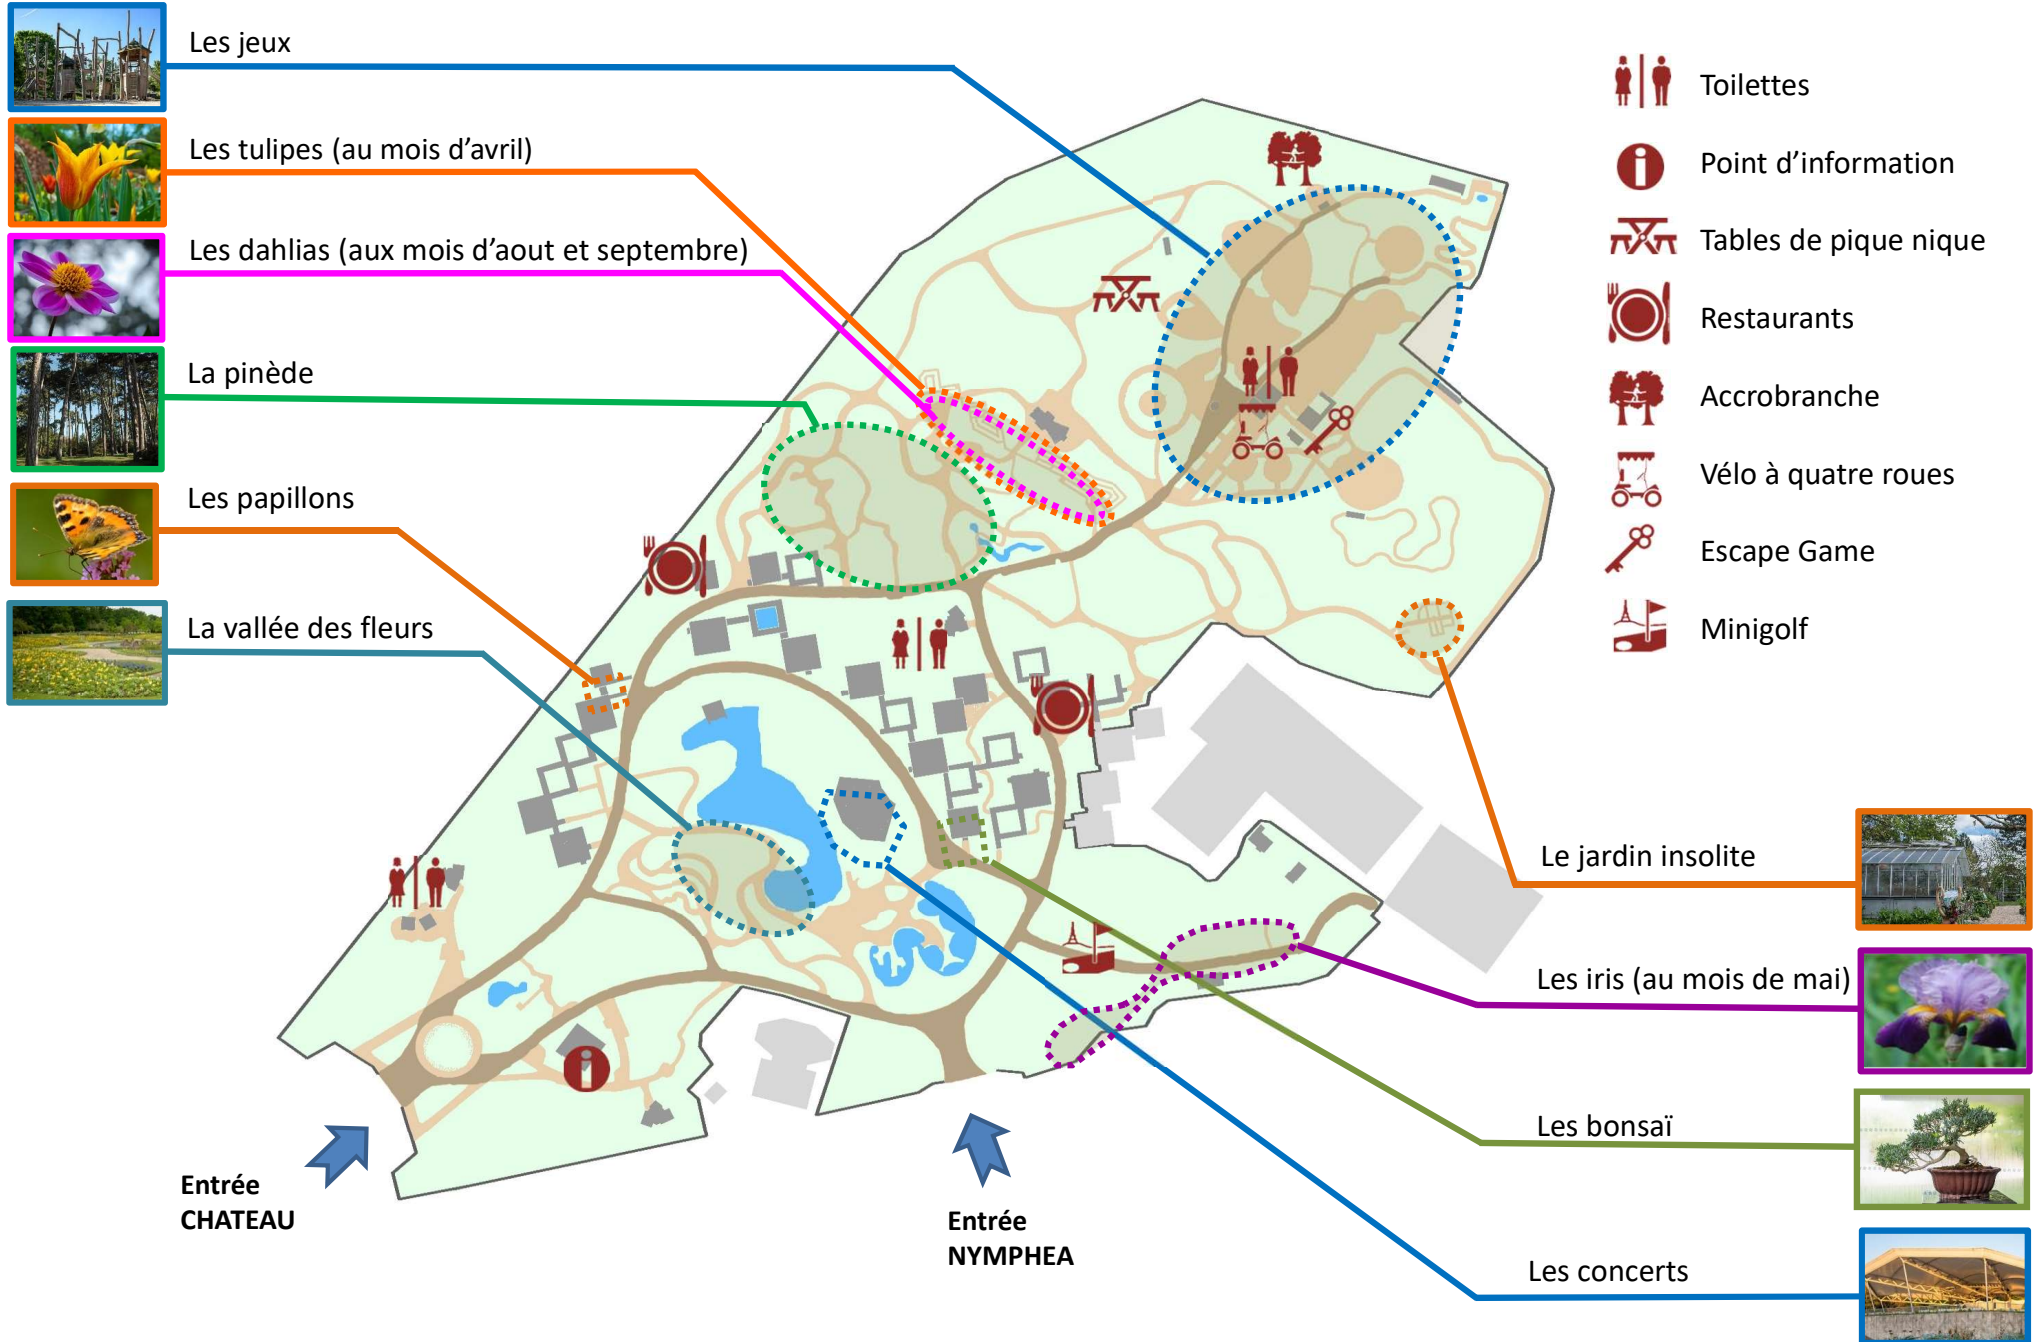 Les jeux
Les tulipes (au mois d'avril)
Les dahlias (aux mois d'aout et septembre)
La pinède
Les papillons
La vallée des fleurs
Toilettes
Point d'information
Tables de pique nique
Restaurants
Accrobranche
Vélo à quatre roues
Escape Game
Minigolf
Le jardin insolite
Les iris (au mois de mai)
Les bonsaï
Les concerts
Entrée
CHATEAU
Entrée
NYMPHEA